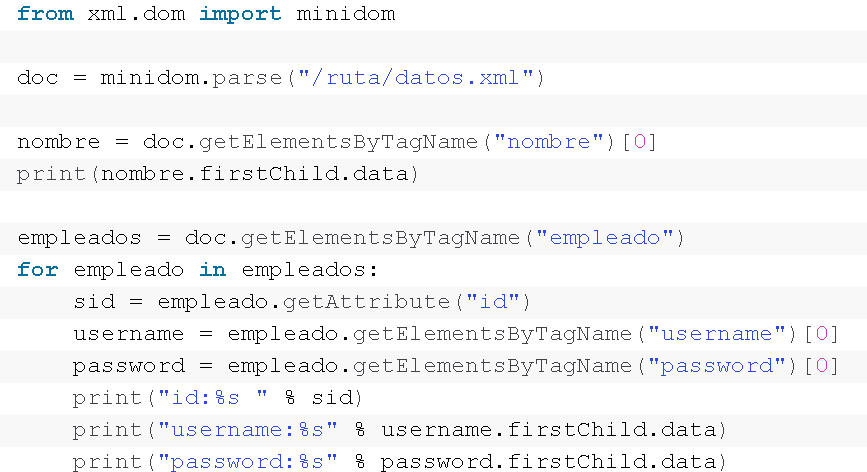 from xml.dom import minidom
doc = minidom.parse("/ruta/datos.xml")
nombre = doc.getElementsByTagName("nombre")[0]
print(nombre.firstChild.data)
empleados = doc.getElementsByTagName("empleado")
for empleado in empleados:
    sid = empleado.getAttribute("id")
    username = empleado.getElementsByTagName("username")[0]
    password = empleado.getElementsByTagName("password")[0]
    print("id:%s " % sid)
    print("username:%s" % username.firstChild.data)
    print("password:%s" % password.firstChild.data)